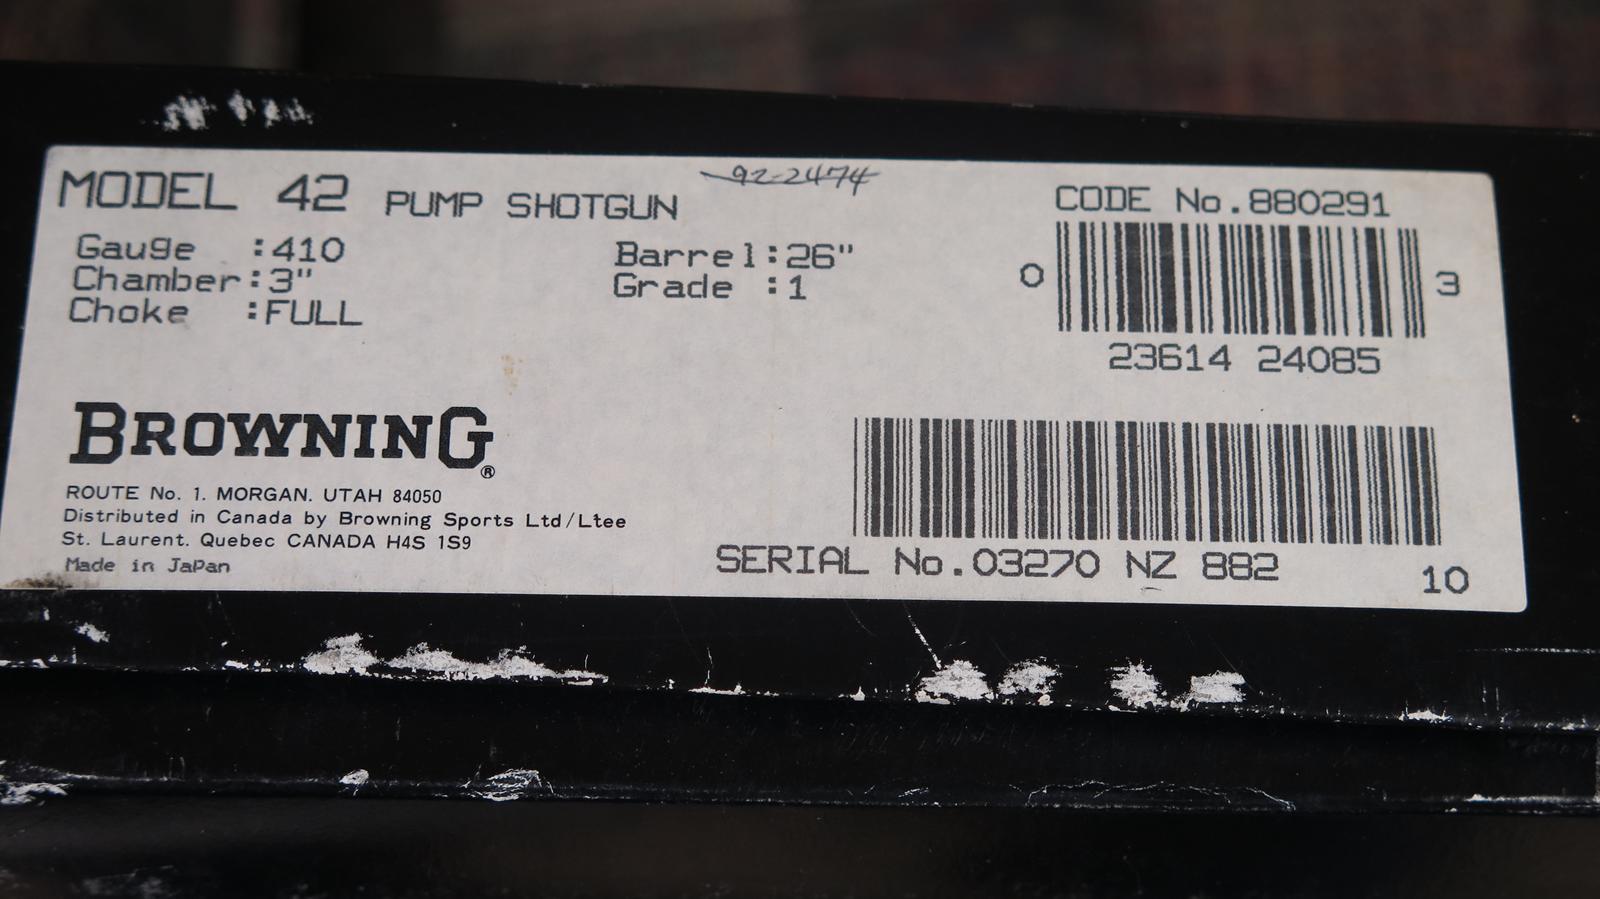 92-2474
MODEL 42 PUMP SHOTGUN
CODE No.880291
Gauge :410
Barrel:26"
Chamber:3"
Grade :1
Choke :FULL
0 3
23614 24085
BROWNING®
ROUTE No. 1. MORGAN. UTAH 84050
Distributed in Canada by Browning Sports Ltd/Ltee
St. Laurent. Quebec CANADA H4S 1S9
Made in JaPan
SERIAL No.03270 NZ 882
10